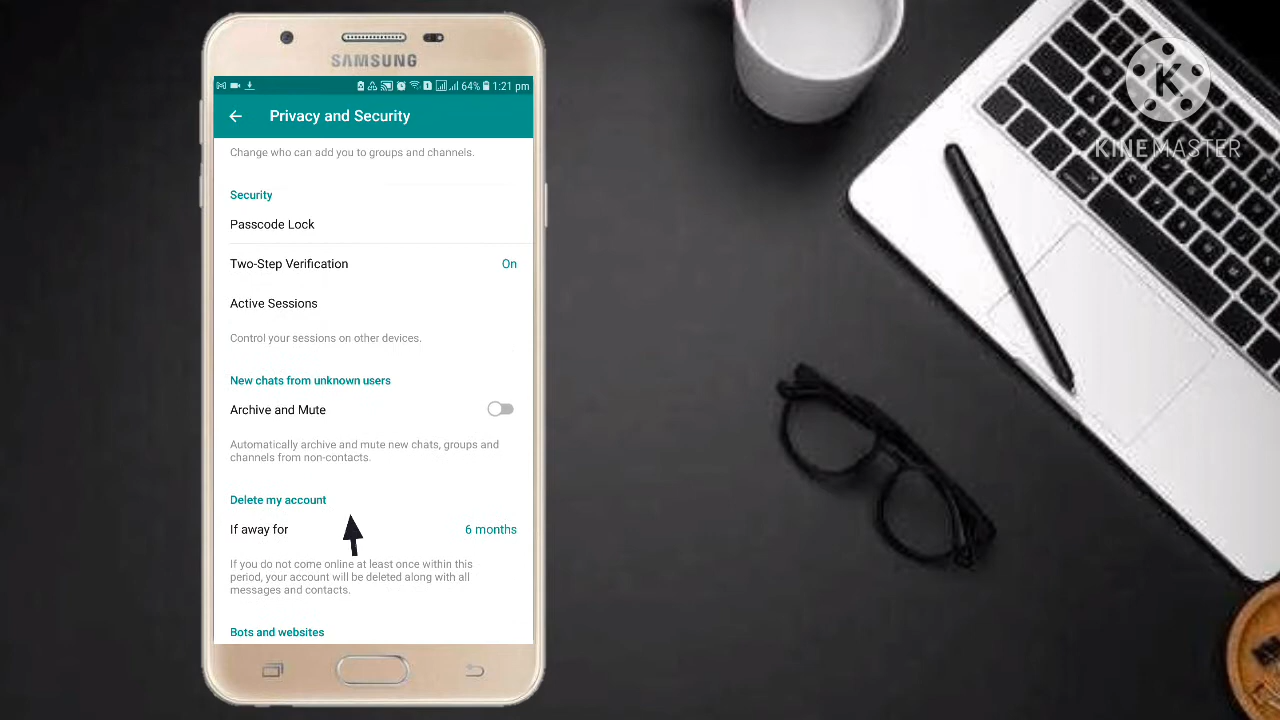 SAMSUNG
64% 1:21 pm
Privacy and Security
Change who can add you to groups and channels.
Security
Passcode Lock
Two-Step Verification On
Active Sessions
Control your sessions on other devices.
New chats from unknown users
Archive and Mute
Automatically archive and mute new chats, groups and
channels from non-contacts.
Delete my account
If away for 6 months
If you do not come online at least once within this
period, your account will be deleted along with all
messages and contacts.
Bots and websites
K
KINEMASTER